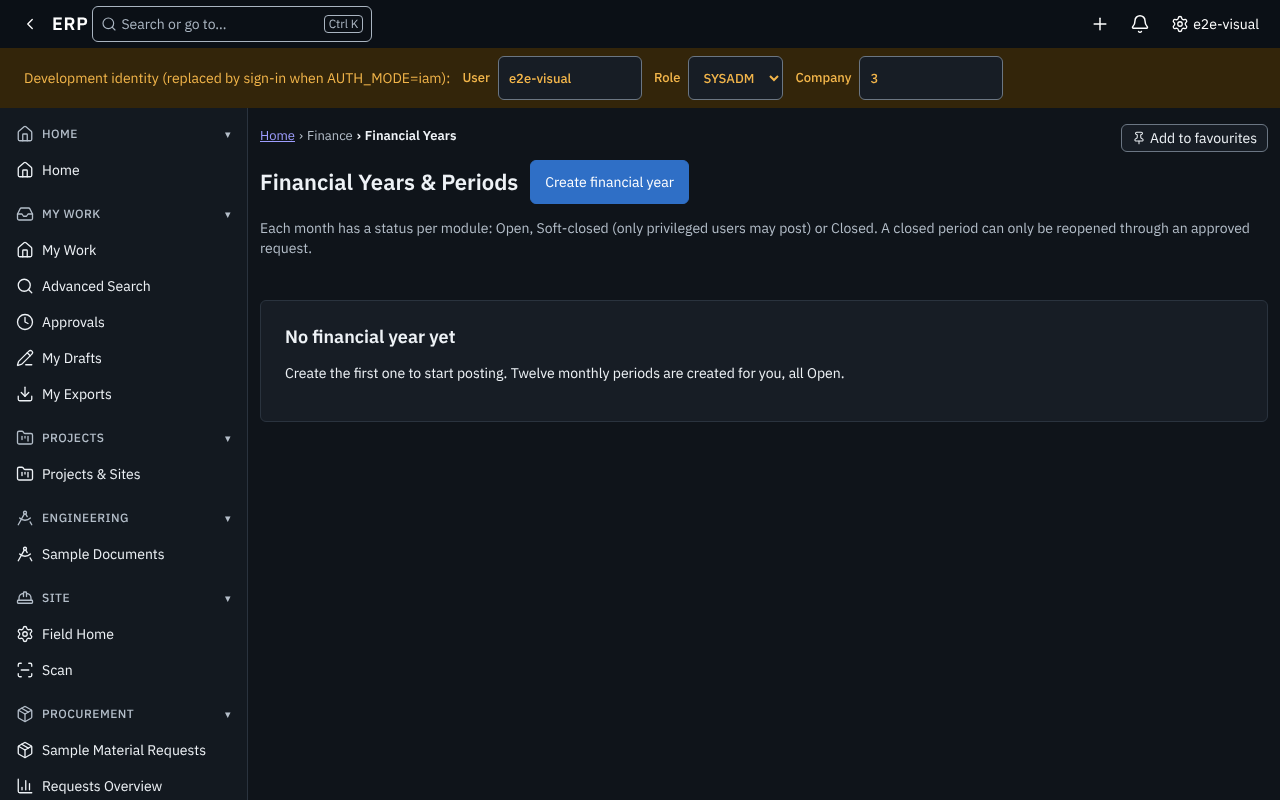 ERP
Search or go to...
Ctrl K
e2e-visual
Development identity (replaced by sign-in when AUTH_MODE=iam):
User
e2e-visual
Role
SYSADM
Company
3
HOME
Home
MY WORK
My Work
Advanced Search
Approvals
My Drafts
My Exports
PROJECTS
Projects & Sites
ENGINEERING
Sample Documents
SITE
Field Home
Scan
PROCUREMENT
Sample Material Requests
Requests Overview
Home › Finance › Financial Years
Add to favourites
Financial Years & Periods
Create financial year
Each month has a status per module: Open, Soft-closed (only privileged users may post) or Closed. A closed period can only be reopened through an approved
request.
No financial year yet
Create the first one to start posting. Twelve monthly periods are created for you, all Open.